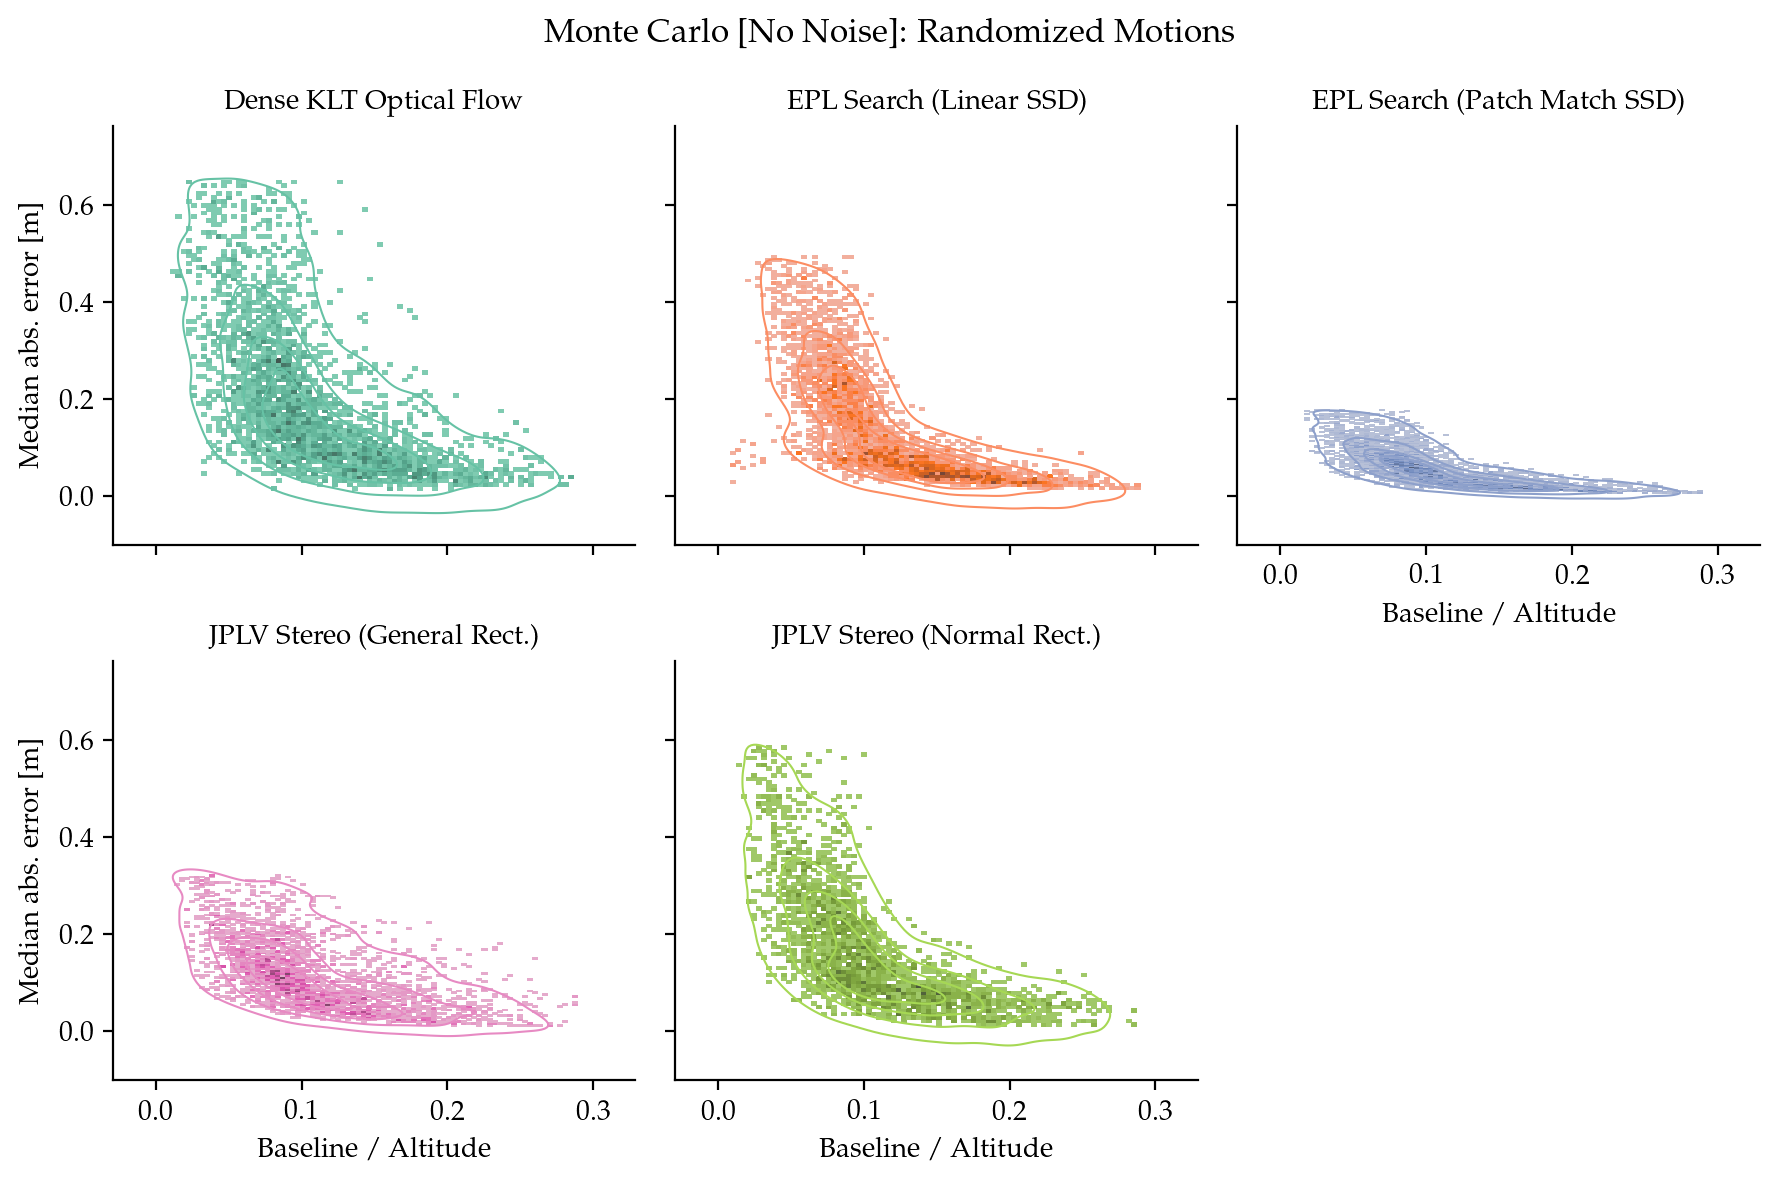 Monte Carlo [No Noise]: Randomized Motions
Dense KLT Optical Flow
EPL Search (Linear SSD)
EPL Search (Patch Match SSD)
Median abs. error [m]
0.6
0.4
0.2
0.0
0.0 0.1 0.2 0.3
Baseline / Altitude
JPLV Stereo (General Rect.)
JPLV Stereo (Normal Rect.)
Median abs. error [m]
0.6
0.4
0.2
0.0
0.0 0.1 0.2 0.3
Baseline / Altitude
0.0 0.1 0.2 0.3
Baseline / Altitude